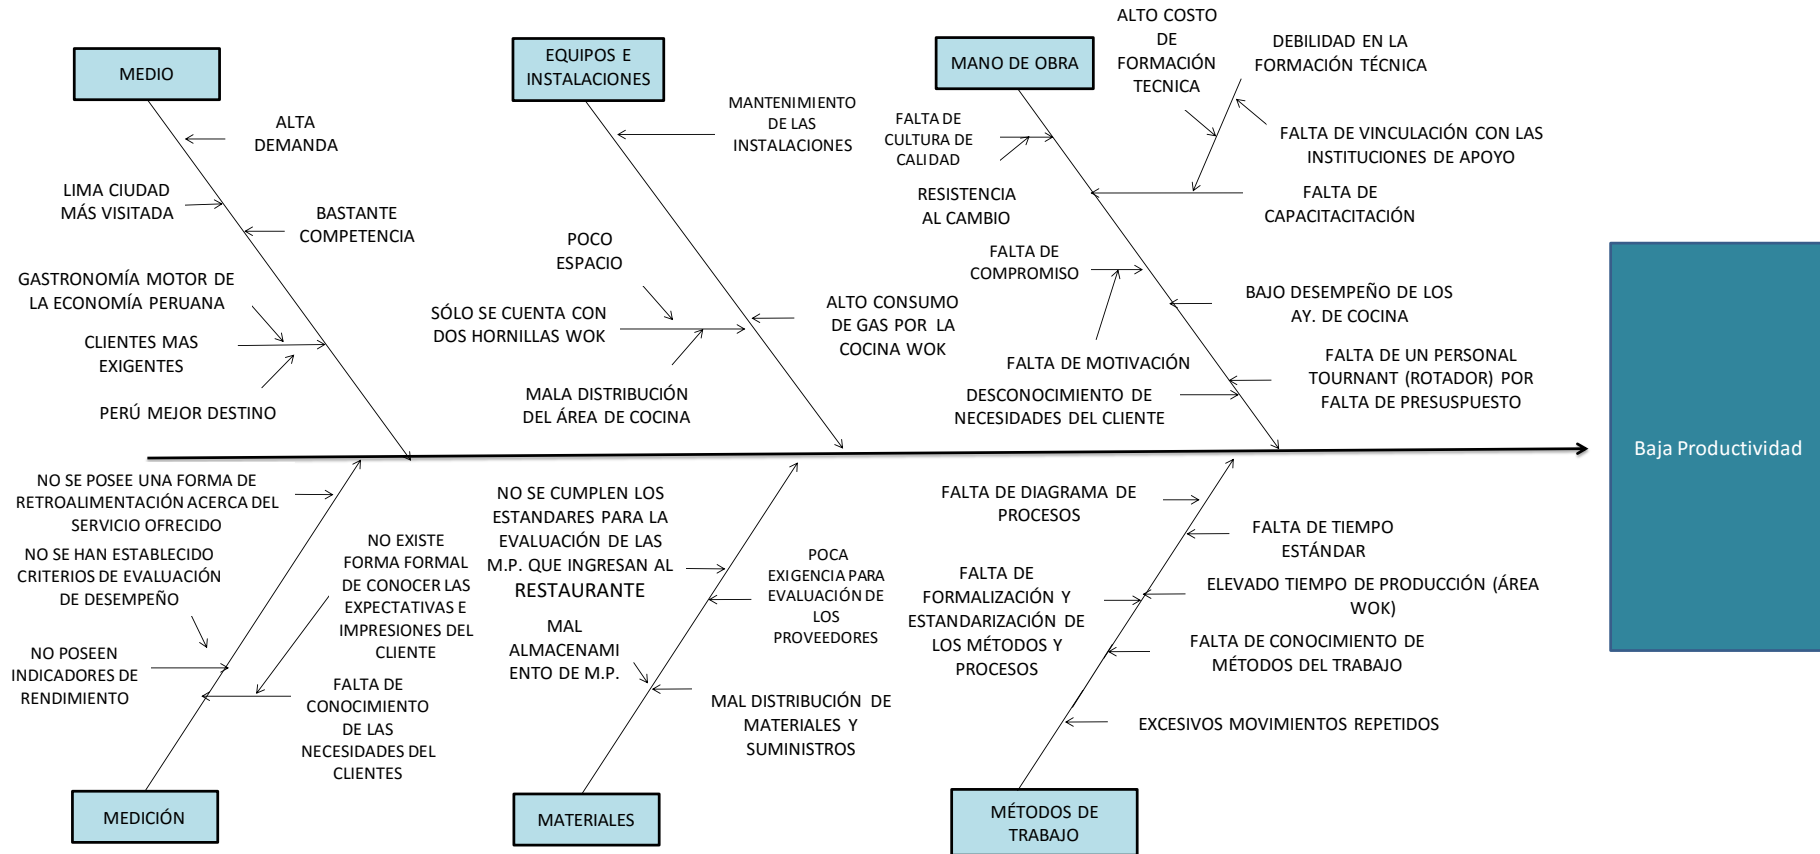 MEDIO
ALTA
DEMANDA
LIMA CIUDAD
MÁS VISITADA
BASTANTE
COMPETENCIA
GASTRONOMÍA MOTOR DE
LA ECONOMÍA PERUANA
CLIENTES MAS
EXIGENTES
PERÚ MEJOR DESTINO
EQUIPOS E
INSTALACIONES
MANTENIMIENTO
DE LAS
INSTALACIONES
POCO
ESPACIO
SÓLO SE CUENTA CON
DOS HORNILLAS WOK
ALTO CONSUMO
DE GAS POR LA
COCINA WOK
MALA DISTRIBUCIÓN
DEL ÁREA DE COCINA
MANO DE OBRA
ALTO COSTO
DE
FORMACIÓN
TECNICA
DEBILIDAD EN LA
FORMACIÓN TÉCNICA
FALTA DE
CULTURA DE
CALIDAD
FALTA DE VINCULACIÓN CON LAS
INSTITUCIONES DE APOYO
RESISTENCIA
AL CAMBIO
FALTA DE
CAPACITACITACIÓN
FALTA DE
COMPROMISO
BAJO DESEMPEÑO DE LOS
AY. DE COCINA
FALTA DE MOTIVACIÓN
FALTA DE UN PERSONAL
TOURNANT (ROTADOR) POR
FALTA DE PRESUSPUESTO
DESCONOCIMIENTO DE
NECESIDADES DEL CLIENTE
Baja Productividad
NO SE POSEE UNA FORMA DE
RETROALIMENTACIÓN ACERCA DEL
SERVICIO OFRECIDO
NO SE HAN ESTABLECIDO
CRITERIOS DE EVALUACIÓN
DE DESEMPEÑO
NO EXISTE
FORMA FORMAL
DE CONOCER LAS
EXPECTATIVAS E
IMPRESIONES DEL
CLIENTE
NO POSEEN
INDICADORES DE
RENDIMIENTO
FALTA DE
CONOCIMIENTO
DE LAS
NECESIDADES DEL
CLIENTES
MEDICIÓN
NO SE CUMPLEN LOS
ESTANDARES PARA LA
EVALUACIÓN DE LAS
M.P. QUE INGRESAN AL
RESTAURANTE
POCA
EXIGENCIA PARA
EVALUACIÓN DE
LOS
PROVEEDORES
MAL
ALMACENAMI
ENTO DE M.P.
MAL DISTRIBUCIÓN DE
MATERIALES Y
SUMINISTROS
MATERIALES
FALTA DE DIAGRAMA DE
PROCESOS
FALTA DE TIEMPO
ESTÁNDAR
FALTA DE
FORMALIZACIÓN Y
ESTANDARIZACIÓN DE
LOS MÉTODOS Y
PROCESOS
ELEVADO TIEMPO DE PRODUCCIÓN (ÁREA
WOK)
FALTA DE CONOCIMIENTO DE
MÉTODOS DEL TRABAJO
EXCESIVOS MOVIMIENTOS REPETIDOS
MÉTODOS DE
TRABAJO